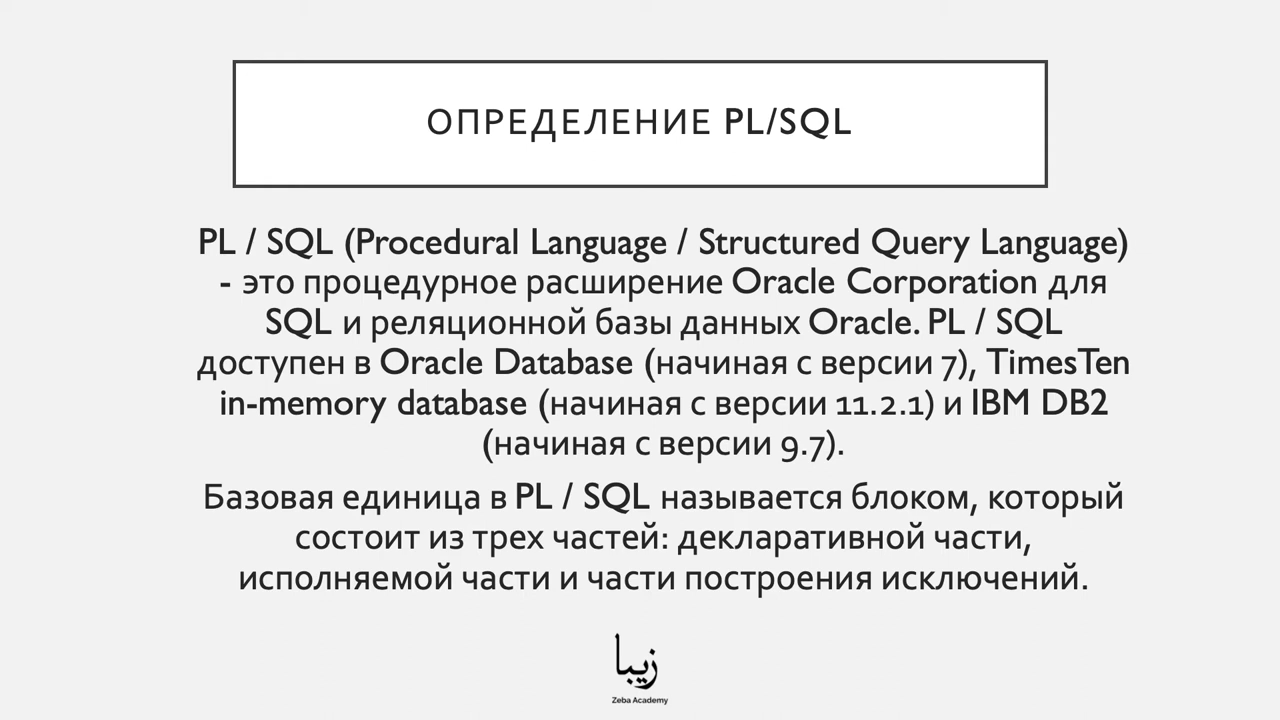 ОПРЕДЕЛЕНИЕ PL/SQL
PL / SQL (Procedural Language / Structured Query Language)
- это процедурное расширение Oracle Corporation для
SQL и реляционной базы данных Oracle. PL / SQL
доступен в Oracle Database (начиная с версии 7), TimesTen
in-memory database (начиная с версии 11.2.1) и IBM DB2
(начиная с версии 9.7).
Базовая единица в PL / SQL называется блоком, который
состоит из трех частей: декларативной части,
исполняемой части и части построения исключений.
زيبا
Zeba Academy